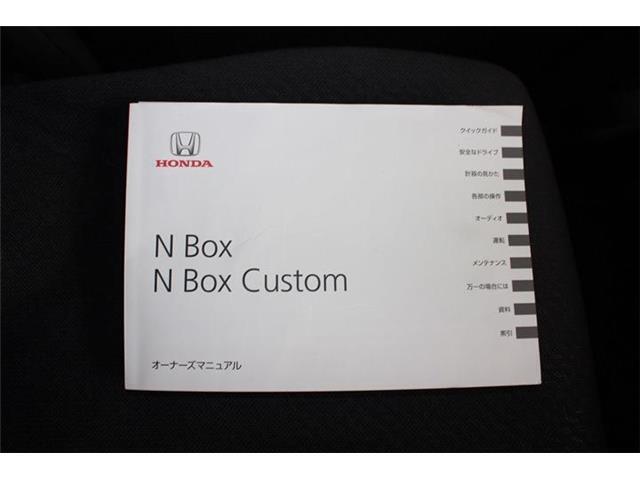 HONDA
N Box
N Box Custom
オーナーズマニュアル
クイックガイド
安全なドライブ
計器の見かた
各部の操作
オーディオ
運転
メンテナンス
万一の場合には
資料
索引